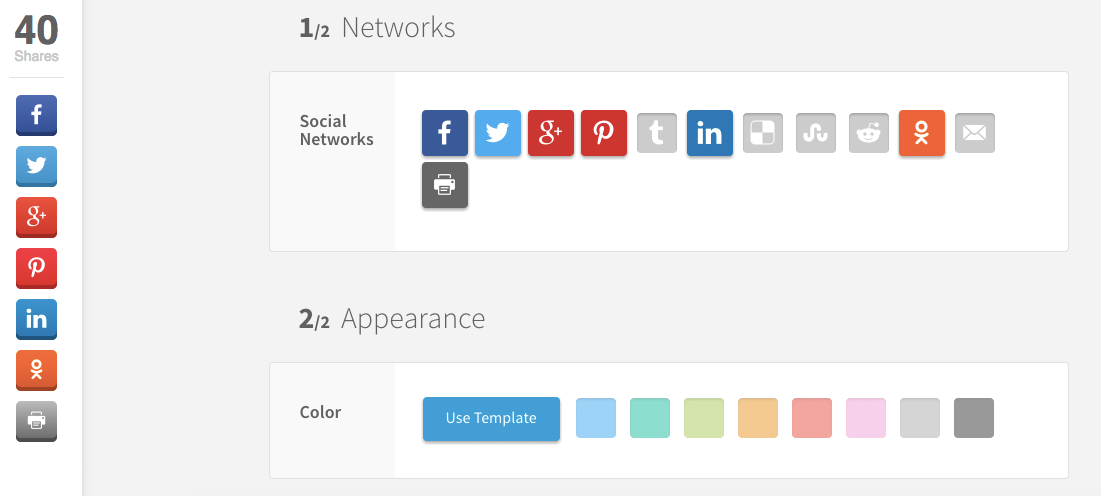 40
Shares
1/2 Networks
Social
Networks
2/2 Appearance
Color
Use Template